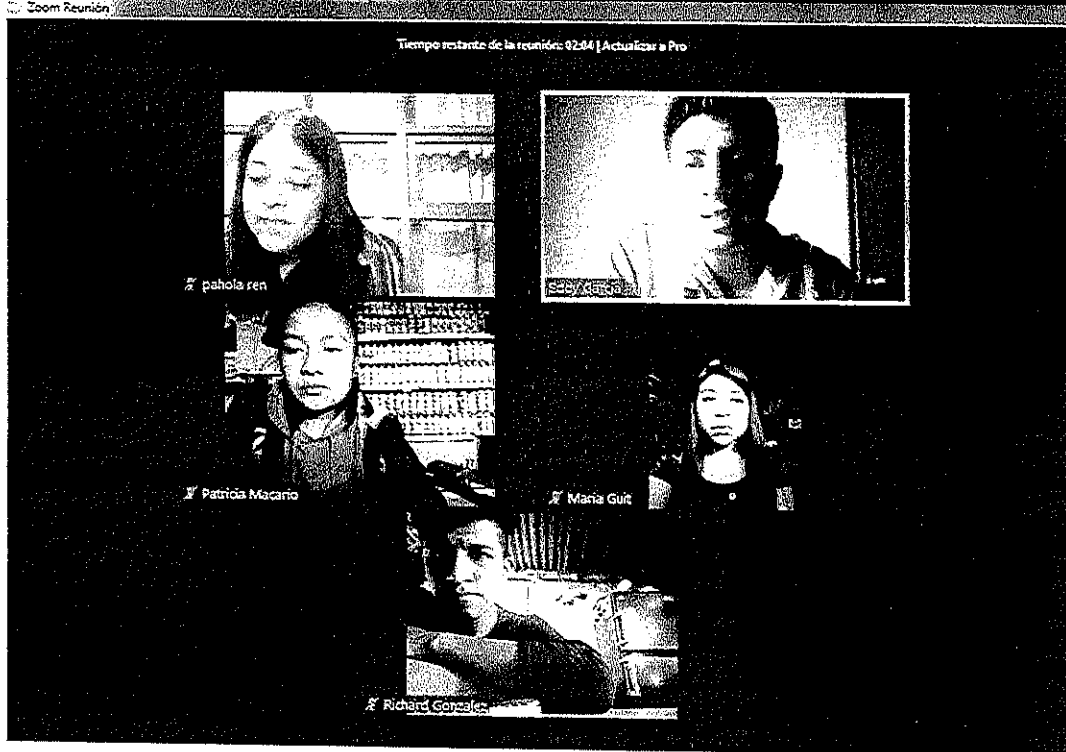 Zoom Reunión
Tiempo restante de la reunión: 02:04 | Actualizar a Pro
pahola ren
Garcia
Patricia Macario
Maria Guit
Richard Gonzalez